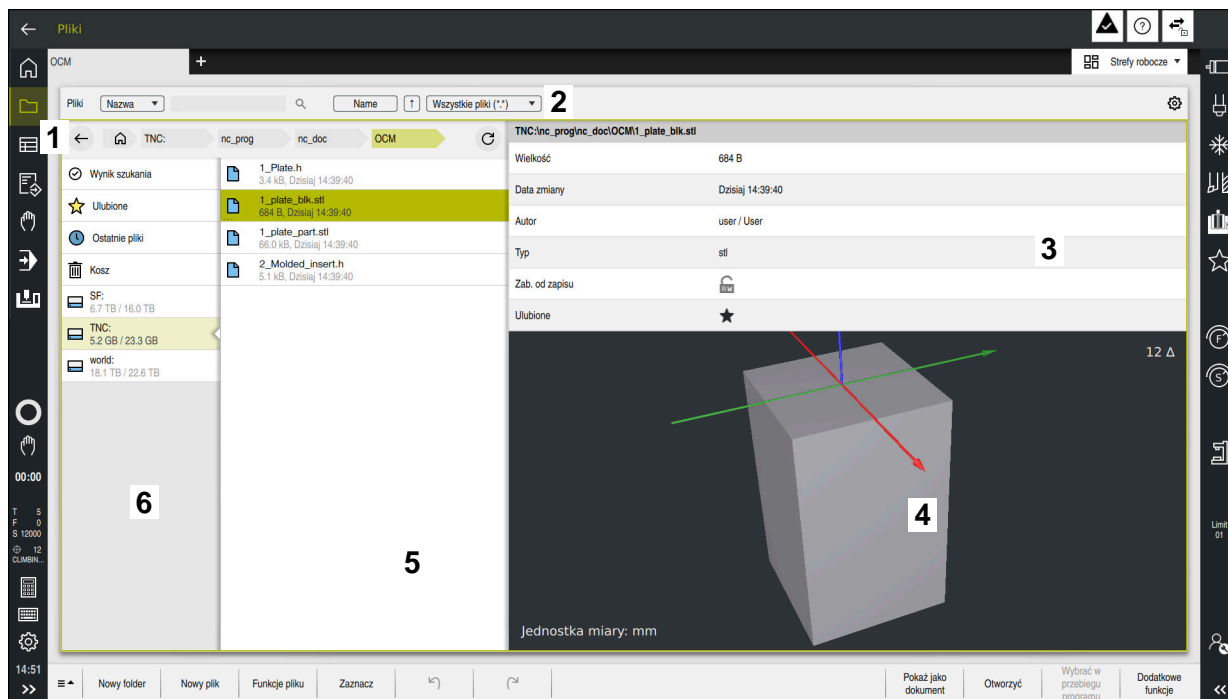 Pliki
OCM
+
Strefy robocze
Pliki
Nazwa
Name
↑
Wszystkie pliki (*.*)
2
1
TNC:
nc_prog
nc_doc
OCM
TNC:\nc_prog\nc_doc\OCM\1_plate_blk.stl
Wynik szukania
Ulubione
Ostatnie pliki
Kosz
SF:
6.7 TB / 16.0 TB
TNC:
5.2 GB / 23.3 GB
world:
18.1 TB / 22.6 TB
6
1_Plate.h
3.4 kB, Dzisiaj 14:39:40
1_plate_blk.stl
684 B, Dzisiaj 14:39:40
1_plate_part.stl
66.0 kB, Dzisiaj 14:39:40
2_Molded_insert.h
5.1 kB, Dzisiaj 14:39:40
5
Wielkość 684 B
Data zmiany Dzisiaj 14:39:40
Autor user / User
Typ stl
3
Zab. od zapisu
Ulubione
12 Δ
4
Jednostka miary: mm
00:00
T 5
F 0
S 12000
12
CLIMBIN...
14:51
F
S
Limit
01
Nowy folder
Nowy plik
Funkcje pliku
Zaznacz
Pokaż jako
dokument
Otworzyć
Wybrać w
przebiegu
programu
Dodatkowe
funkcje